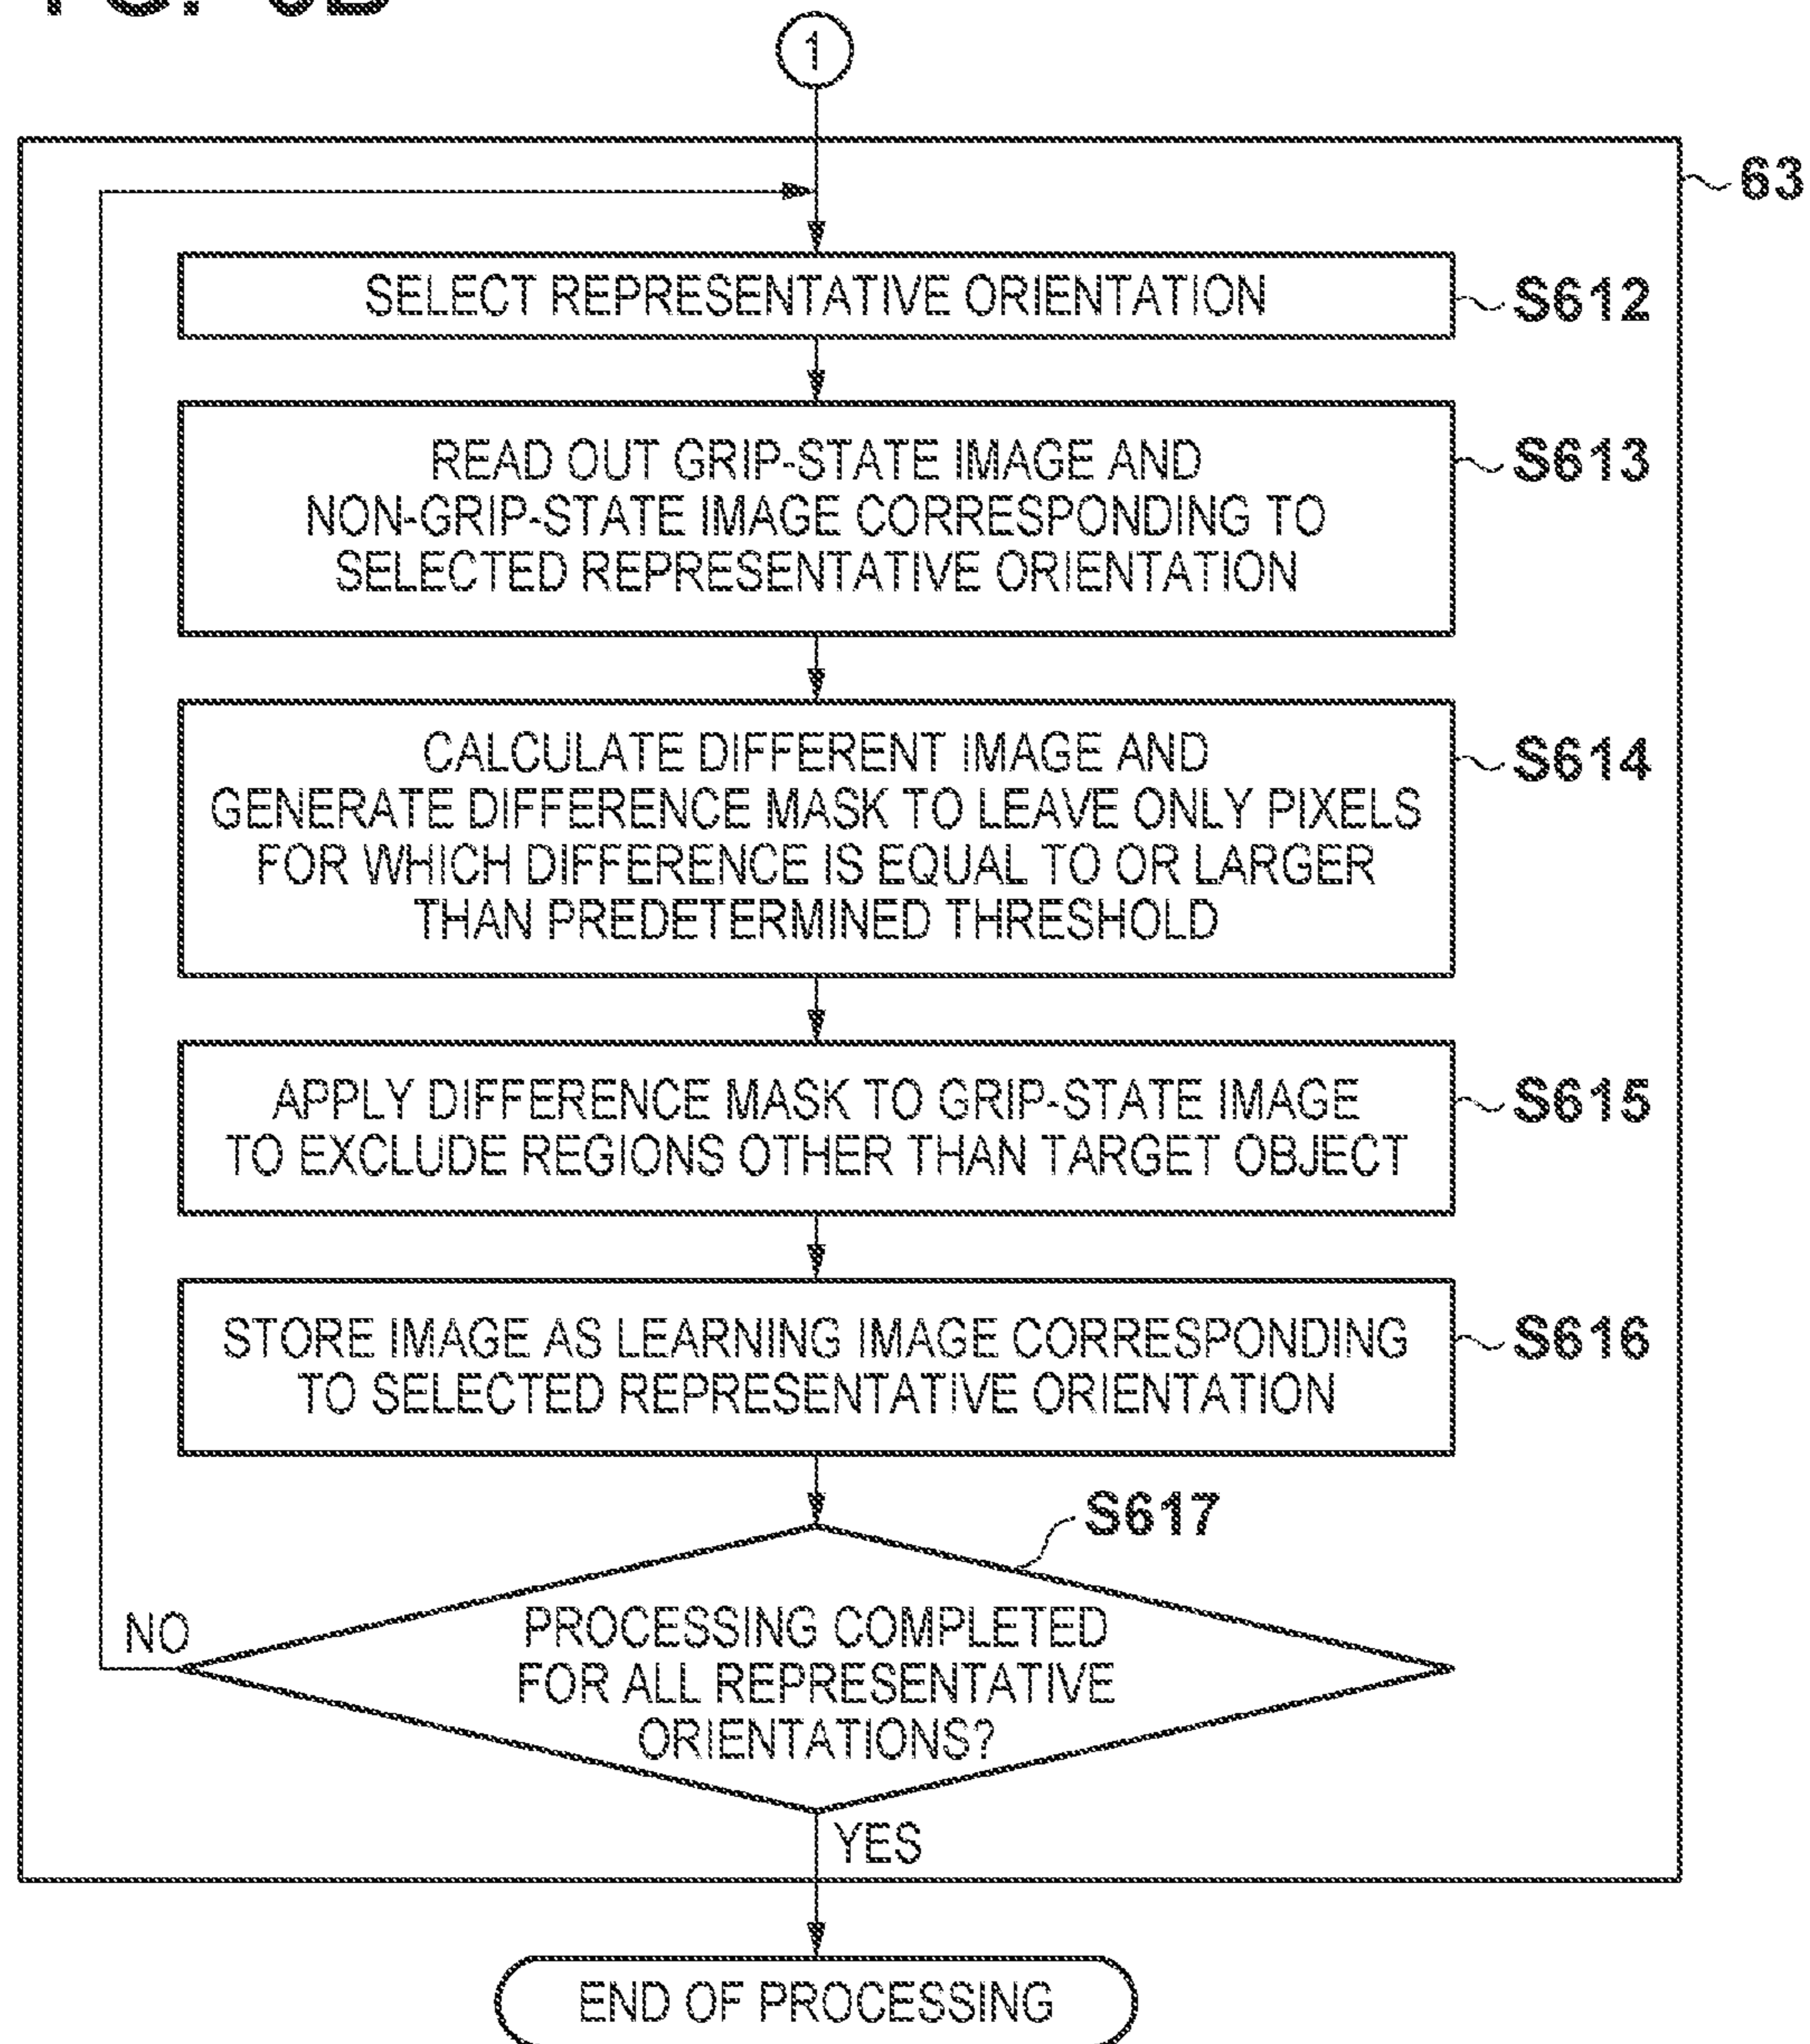 1
63
SELECT REPRESENTATIVE ORIENTATION
S612
READ OUT GRIP-STATE IMAGE AND
S613
NON-GRIP-STATE IMAGE CORRESPONDING TO
SELECTED REPRESENTATIVE ORIENTATION
CALCULATE DIFFERENT IMAGE AND
S614
GENERATE DIFFERENCE MASK TO LEAVE ONLY PIXELS
FOR WHICH DIFFERENCE IS EQUAL TO OR LARGER
THAN PREDETERMINED THRESHOLD
APPLY DIFFERENCE MASK TO GRIP-STATE IMAGE
S615
TO EXCLUDE REGIONS OTHER THAN TARGET OBJECT
STORE IMAGE AS LEARNING IMAGE CORRESPONDING
S616
TO SELECTED REPRESENTATIVE ORIENTATION
S617
NO
PROCESSING COMPLETED
FOR ALL REPRESENTATIVE
ORIENTATIONS?
YES
END OF PROCESSING